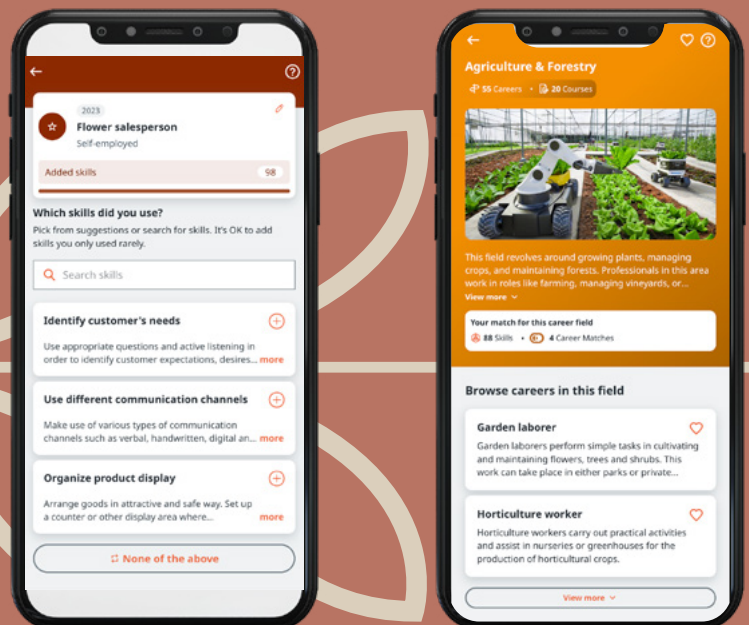 2023
Flower salesperson
Self-employed
Added skills 98
Which skills did you use?
Pick from suggestions or search for skills. It's OK to add
skills you only used rarely.
Search skills
Identify customer's needs
Use appropriate questions and active listening in
order to identify customer expectations, desires... more
Use different communication channels
Make use of various types of communication
channels such as verbal, handwritten, digital an... more
Organize product display
Arrange goods in attractive and safe way. Set up
a counter or other display area where... more
None of the above
Agriculture & Forestry
55 Careers • 20 Courses
This field revolves around growing plants, managing
crops, and maintaining forests. Professionals in this area
work in roles like farming, managing vineyards, or...
View more
Your match for this career field
88 Skills • 4 Career Matches
Browse careers in this field
Garden laborer
Garden laborers perform simple tasks in cultivating
and maintaining flowers, trees and shrubs. This
work can take place in either parks or private...
Horticulture worker
Horticulture workers carry out practical activities
and assist in nurseries or greenhouses for the
production of horticultural crops.
View more